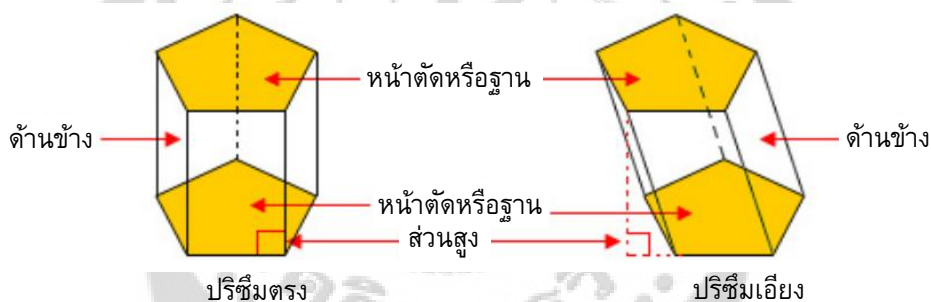 หน้าตัดหรือฐาน
ด้านข้าง
ด้านข้าง
หน้าตัดหรือฐาน
ส่วนสูง
ปริซึมตรง
ปริซึมเอียง